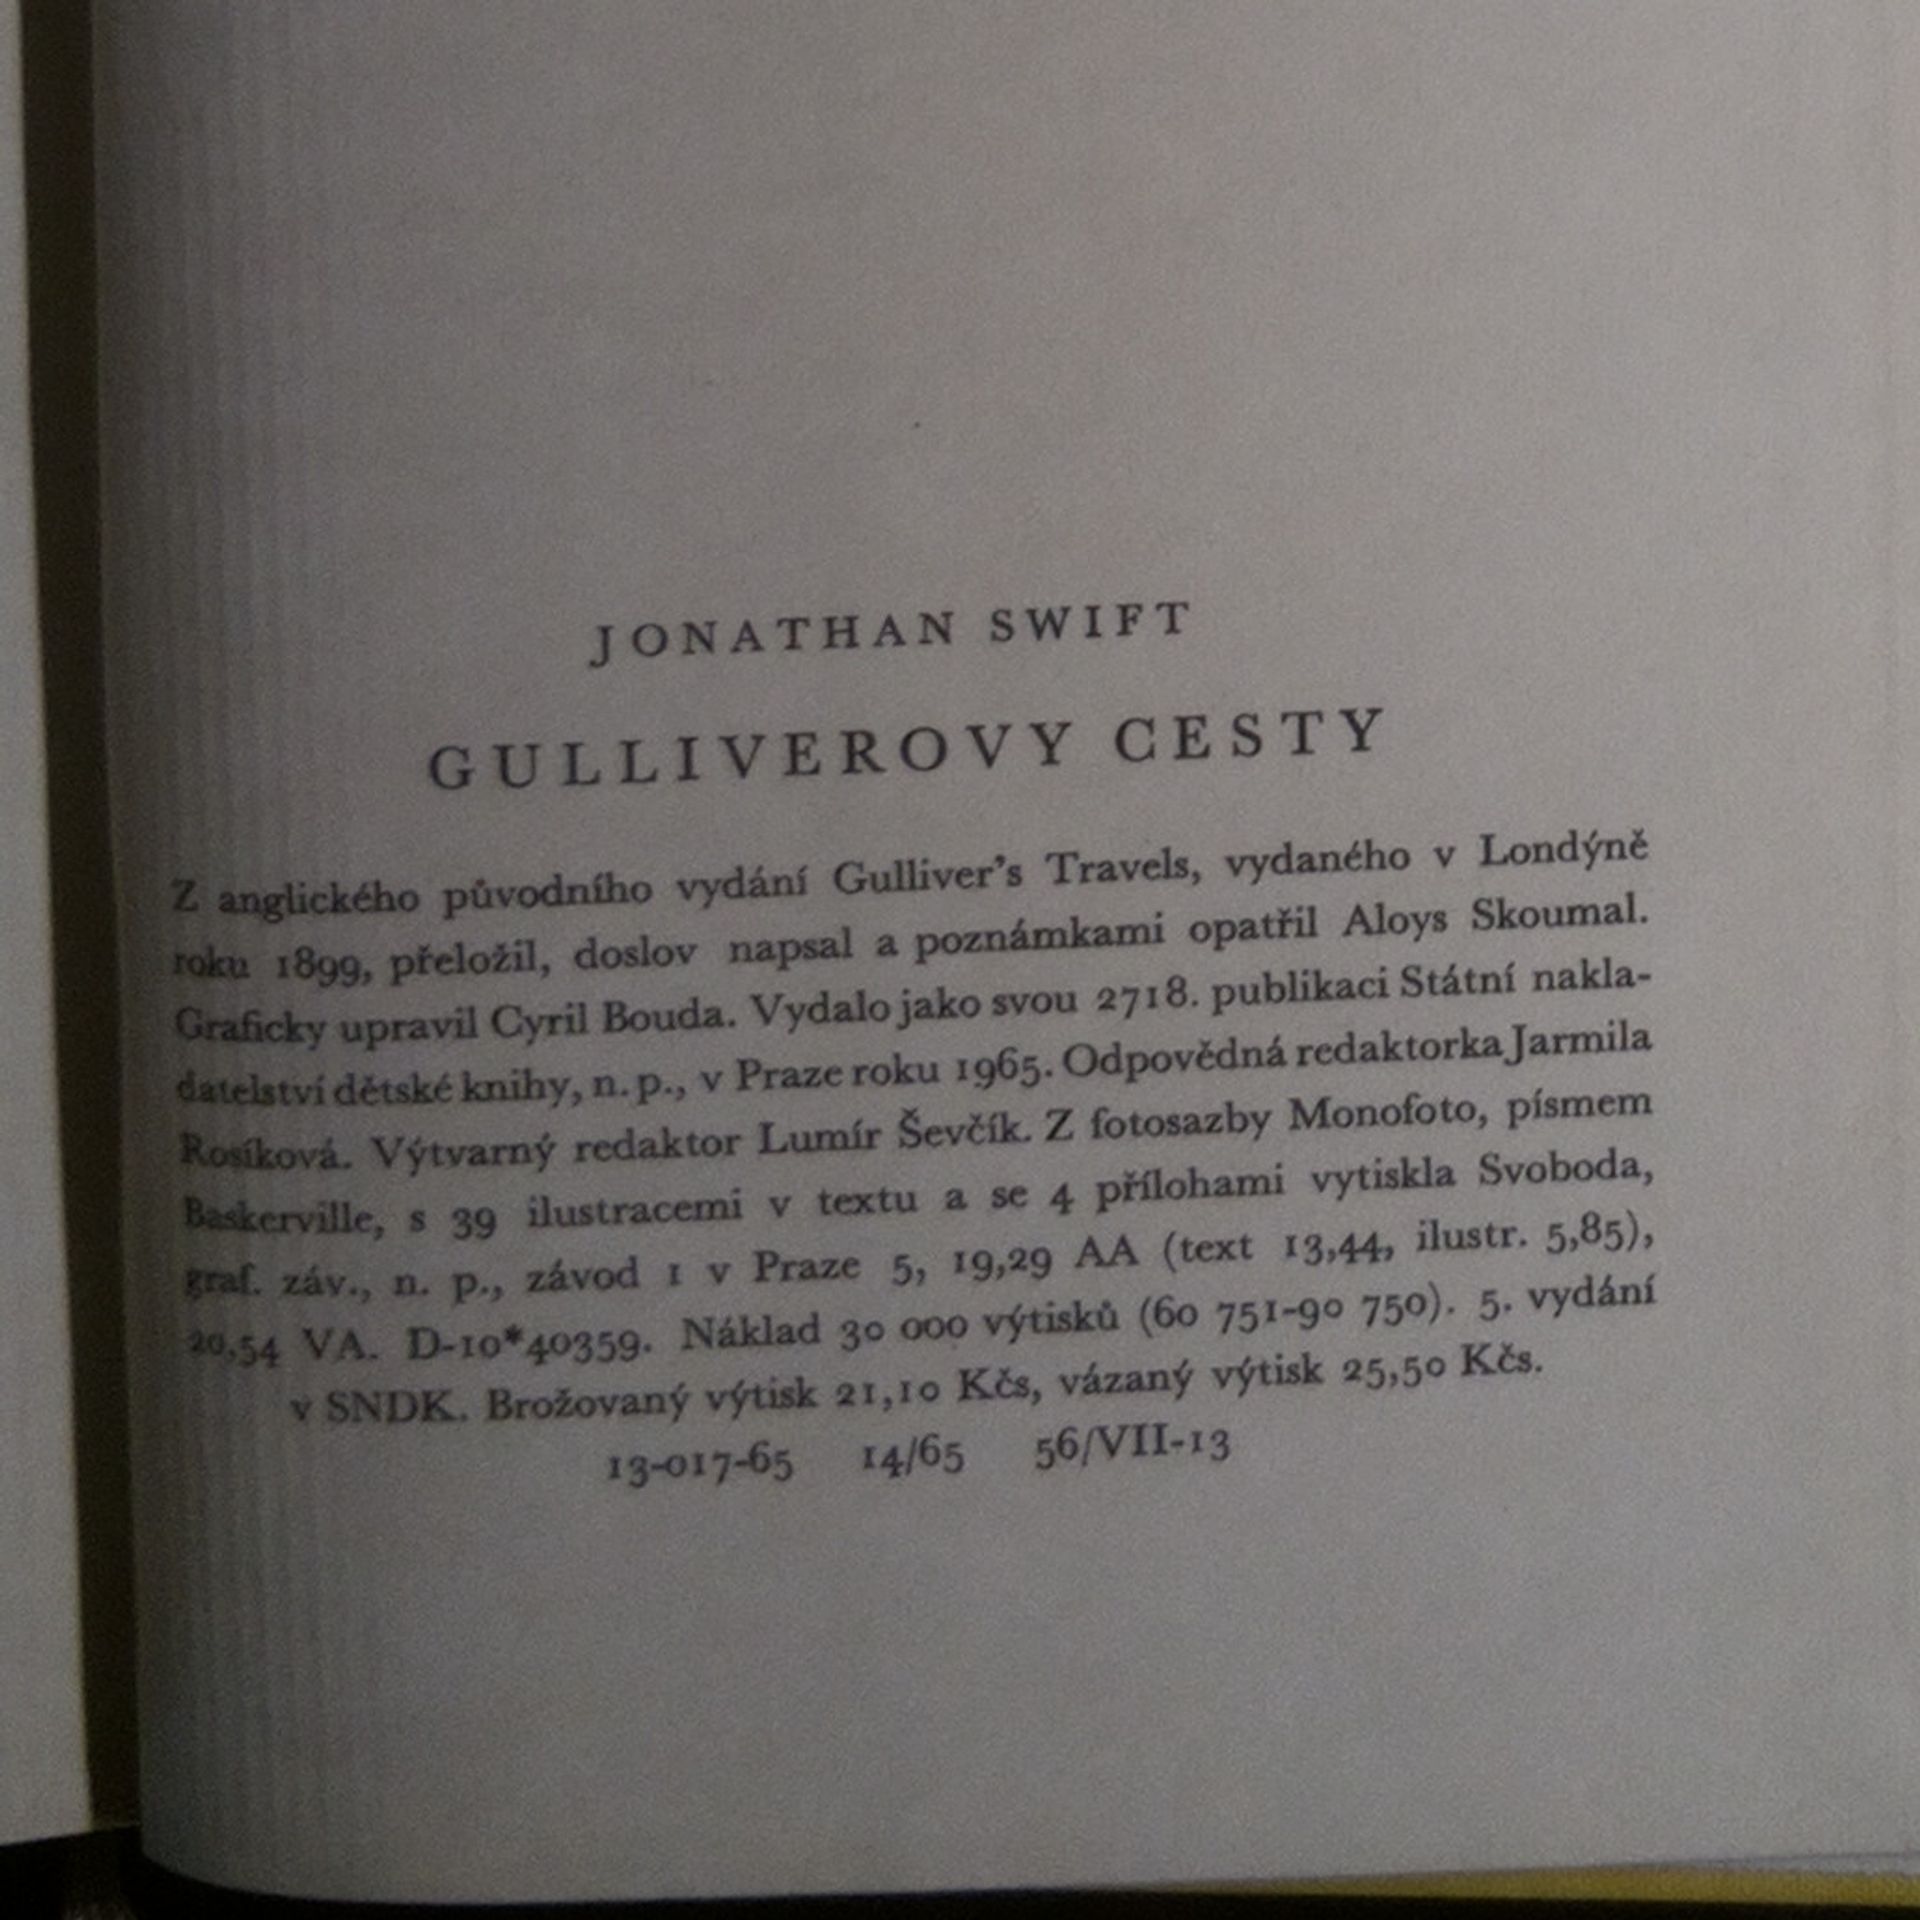 JONATHAN SWIFT
GULLIVEROVY CESTY
Z anglického původního vydání Gulliver's Travels, vydaného v Londýně
roku 1899, přeložil, doslov napsal a poznámkami opatřil Aloys Skoumal.
Graficky upravil Cyril Bouda. Vydalo jako svou 2718. publikaci Státní nakla-
datelství dětské knihy, n. p., v Praze roku 1965. Odpovědná redaktorka Jarmila
Rosíková. Výtvarný redaktor Lumír Ševčík. Z fotosazby Monofoto, písmem
Baskerville, s 39 ilustracemi v textu a se 4 přílohami vytiskla Svoboda,
graf. záv., n. p., závod 1 v Praze 5, 19,29 AA (text 13,44, ilustr. 5,85),
20,54 VA. D-10*40359. Náklad 30 000 výtisků (60 751-90 750). 5. vydání
v SNDK. Brožovaný výtisk 21,10 Kčs, vázaný výtisk 25,50 Kčs.
13-017-65 14/65 56/VII-13